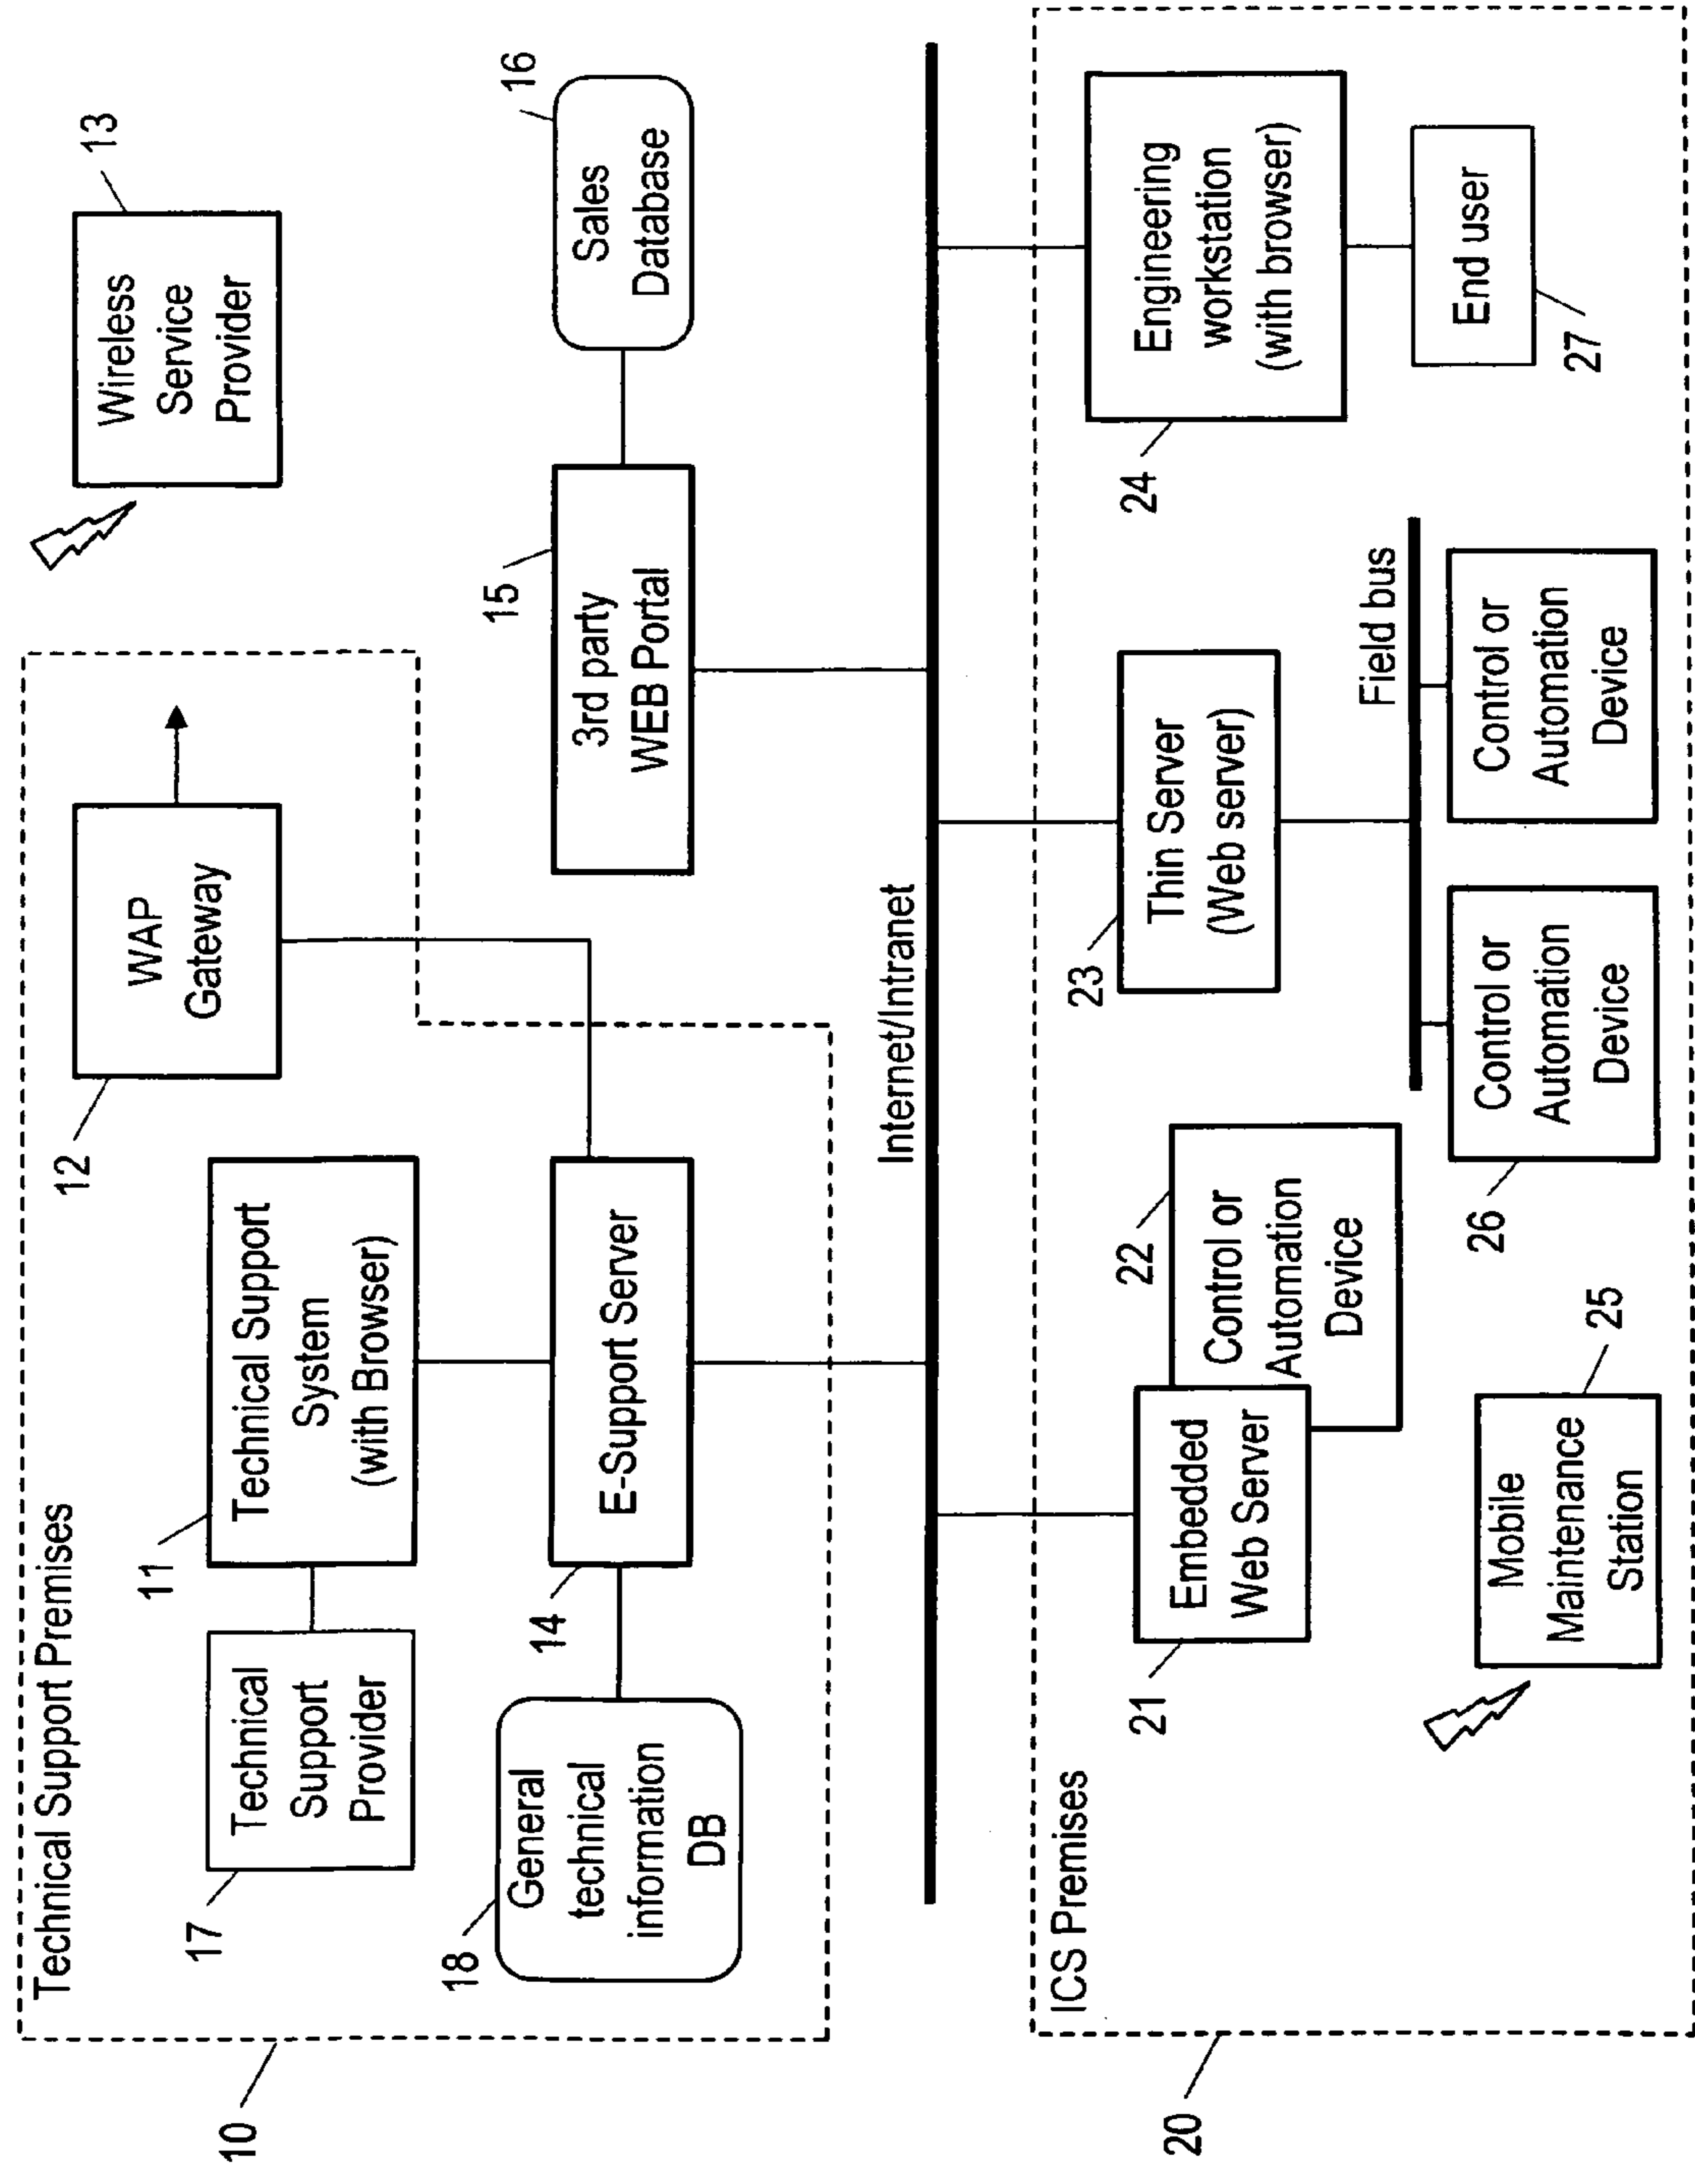 Technical Support Premises
10
17
Technical
Support
Provider
11
Technical Support
System
(with Browser)
12
WAP
Gateway
13
Wireless
Service
Provider
18
General
technical
information
DB
14
E-Support Server
15
3rd party
WEB Portal
16
Sales
Database
Internet/Intranet
ICS Premises
20
21
Embedded
Web Server
22
Control or
Automation
Device
23
Thin Server
(Web server)
24
Engineering
workstation
(with browser)
25
Mobile
Maintenance
Station
Field bus
26
Control or
Automation
Device
Control or
Automation
Device
End user
27